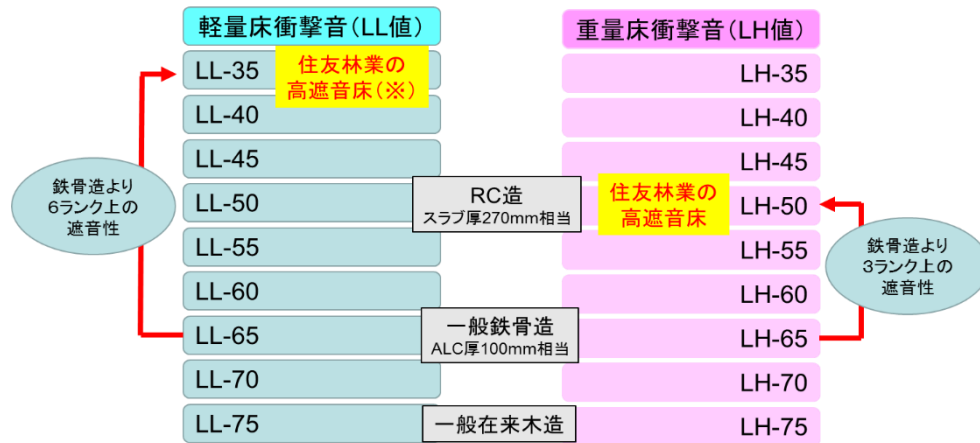 軽量床衝撃音(LL値)
重量床衝撃音(LH値)
LL-35
住友林業の
高遮音床(※)
LH-35
LL-40
LH-40
LL-45
LH-45
鉄骨造より
6ランク上の
遮音性
LL-50
RC造
スラブ厚270mm相当
住友林業の
高遮音床
LH-50
LL-55
LH-55
鉄骨造より
3ランク上の
遮音性
LL-60
LH-60
LL-65
一般鉄骨造
ALC厚100mm相当
LH-65
LL-70
LH-70
LL-75
一般在来木造
LH-75